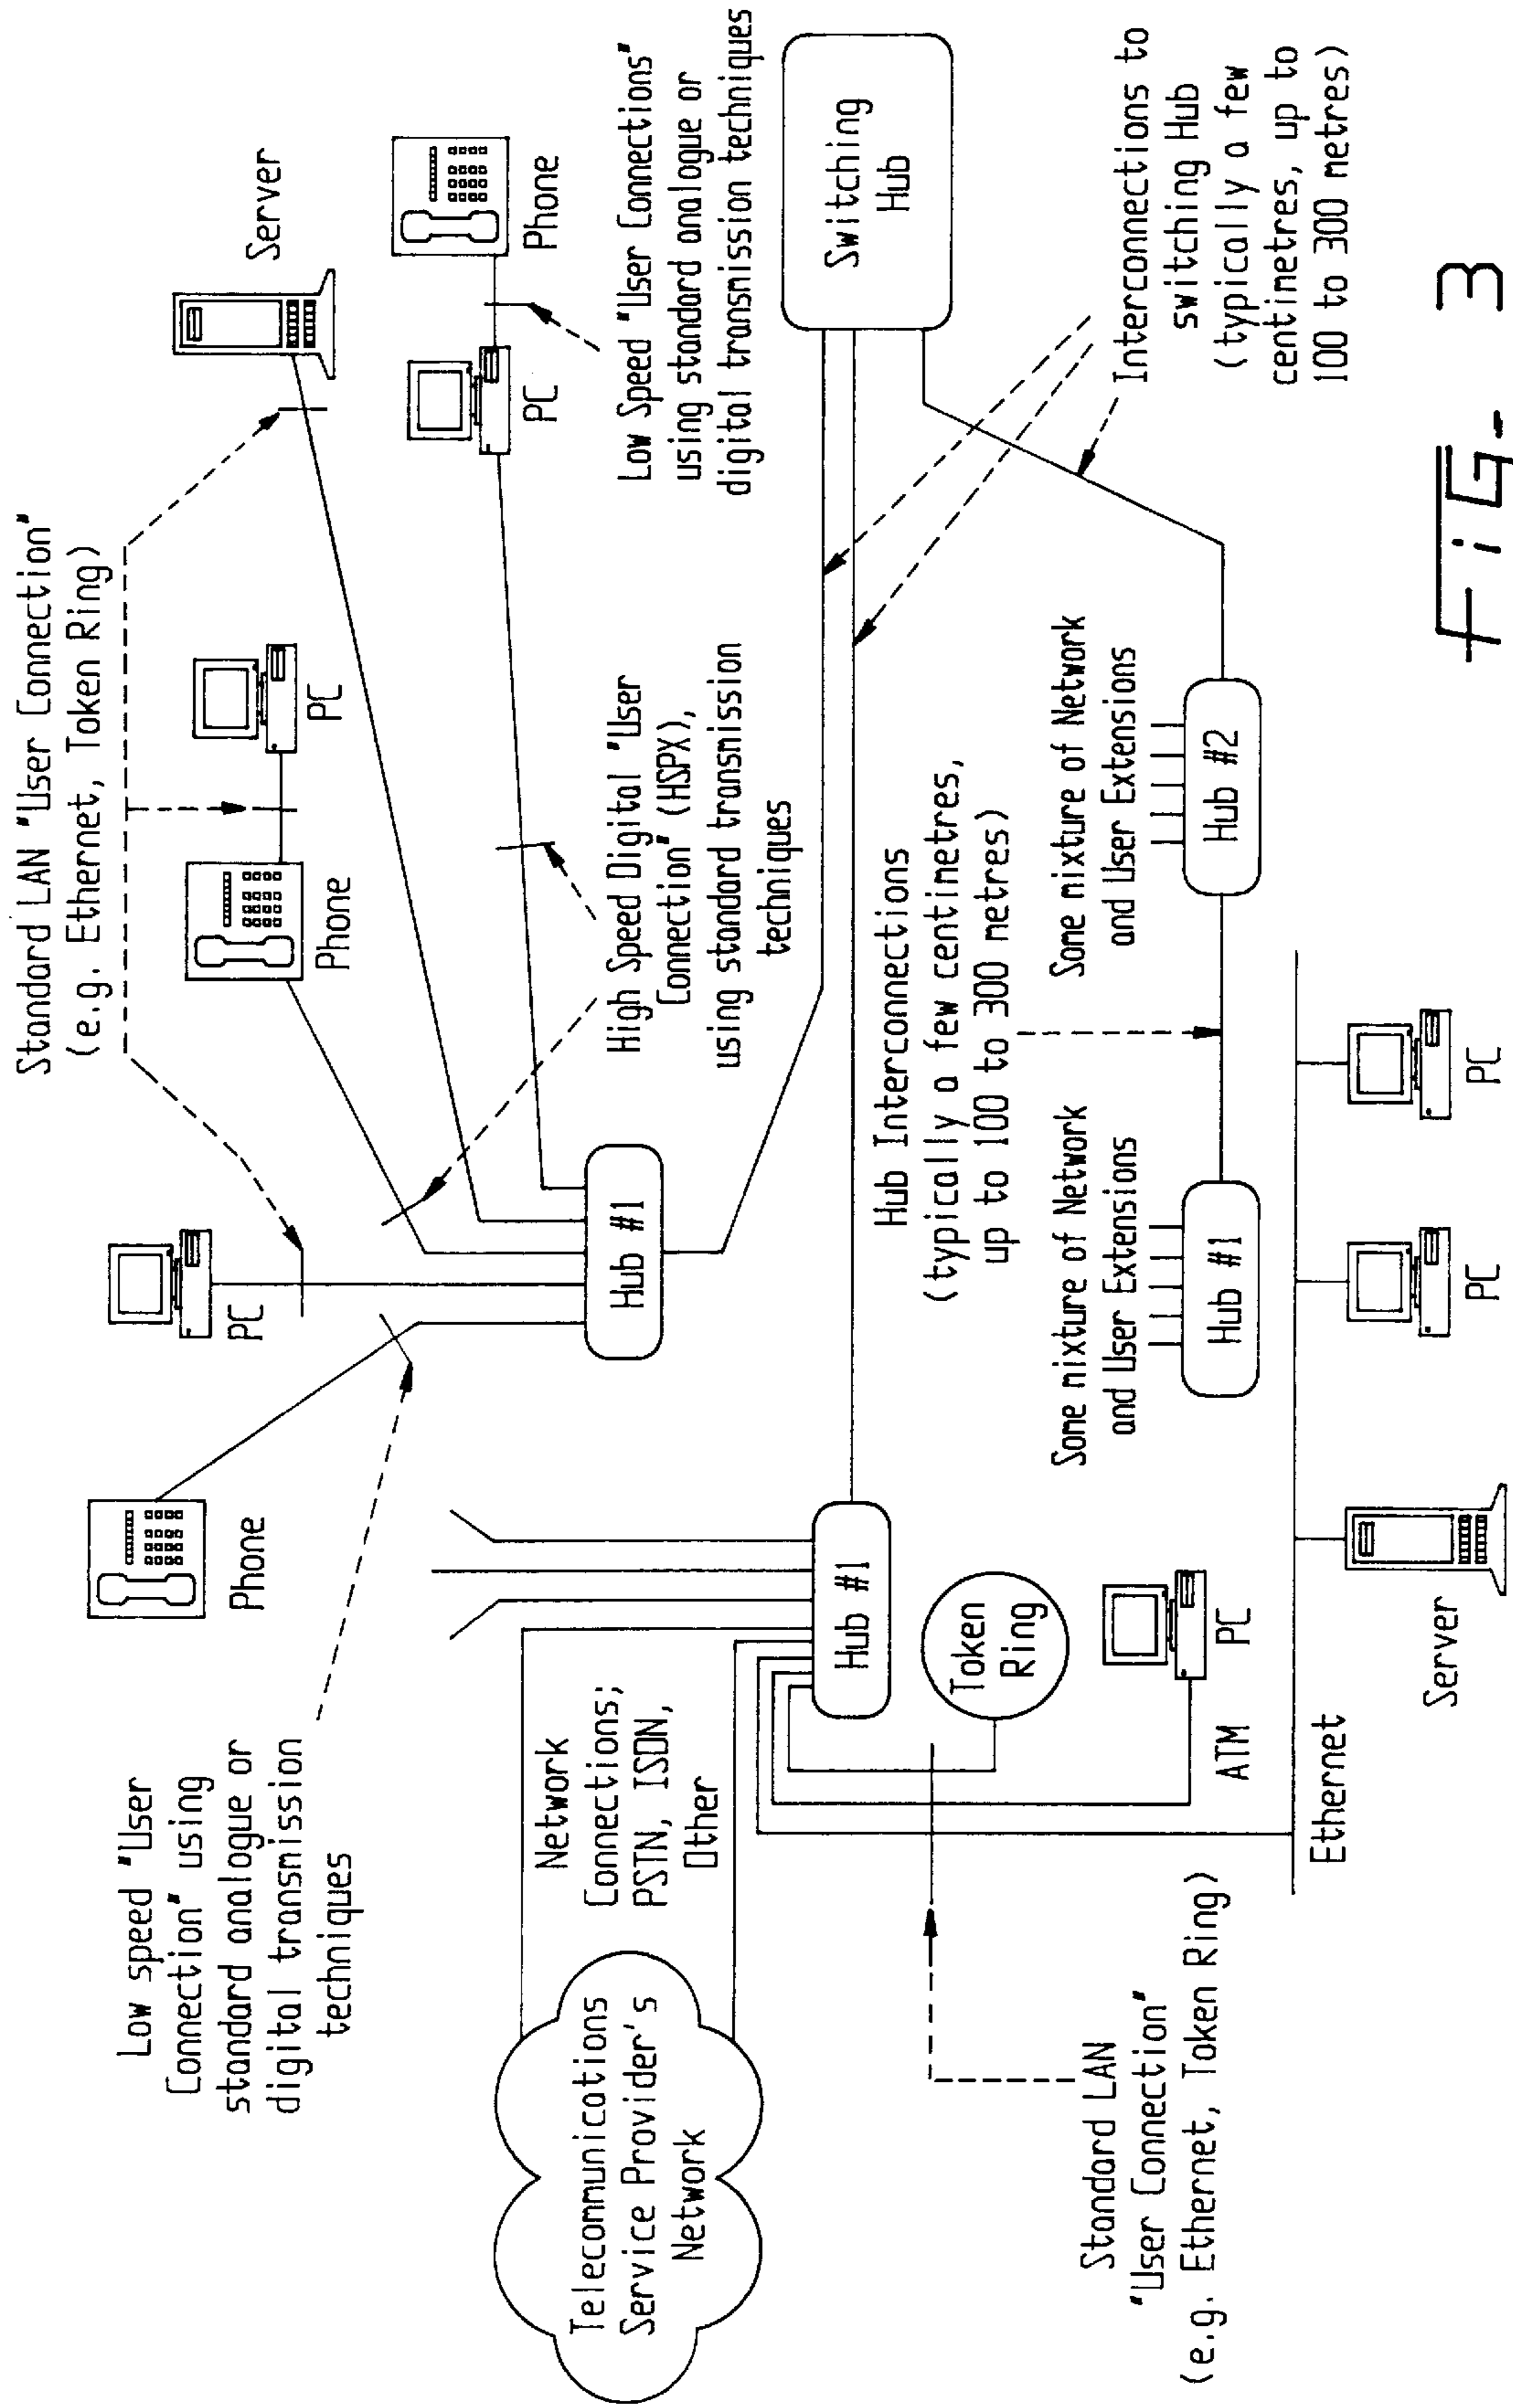 Standard LAN "User Connection"
(e.g. Ethernet, Token Ring)
Low speed "User
Connection" using
standard analogue or
digital transmission
techniques
Phone
PC
Phone
PC
Server
PC
Phone
Low Speed "User Connections"
using standard analogue or
digital transmission techniques
High Speed Digital "User
Connection" (HSPX),
using standard transmission
techniques
Hub #1
Telecommunications
Service Provider's
Network
Network
Connections;
PSTN, ISDN,
Other
Hub #1
Switching
Hub
Token
Ring
PC
ATM
Ethernet
Standard LAN
"User Connection"
(e.g. Ethernet, Token Ring)
Hub Interconnections
(typically a few centimetres,
up to 100 to 300 metres)
Some mixture of Network
and User Extensions
Hub #1
Some mixture of Network
and User Extensions
Hub #2
Interconnections to
switching Hub
(typically a few
centimetres, up to
100 to 300 metres)
Server
PC
PC
FiG. 3